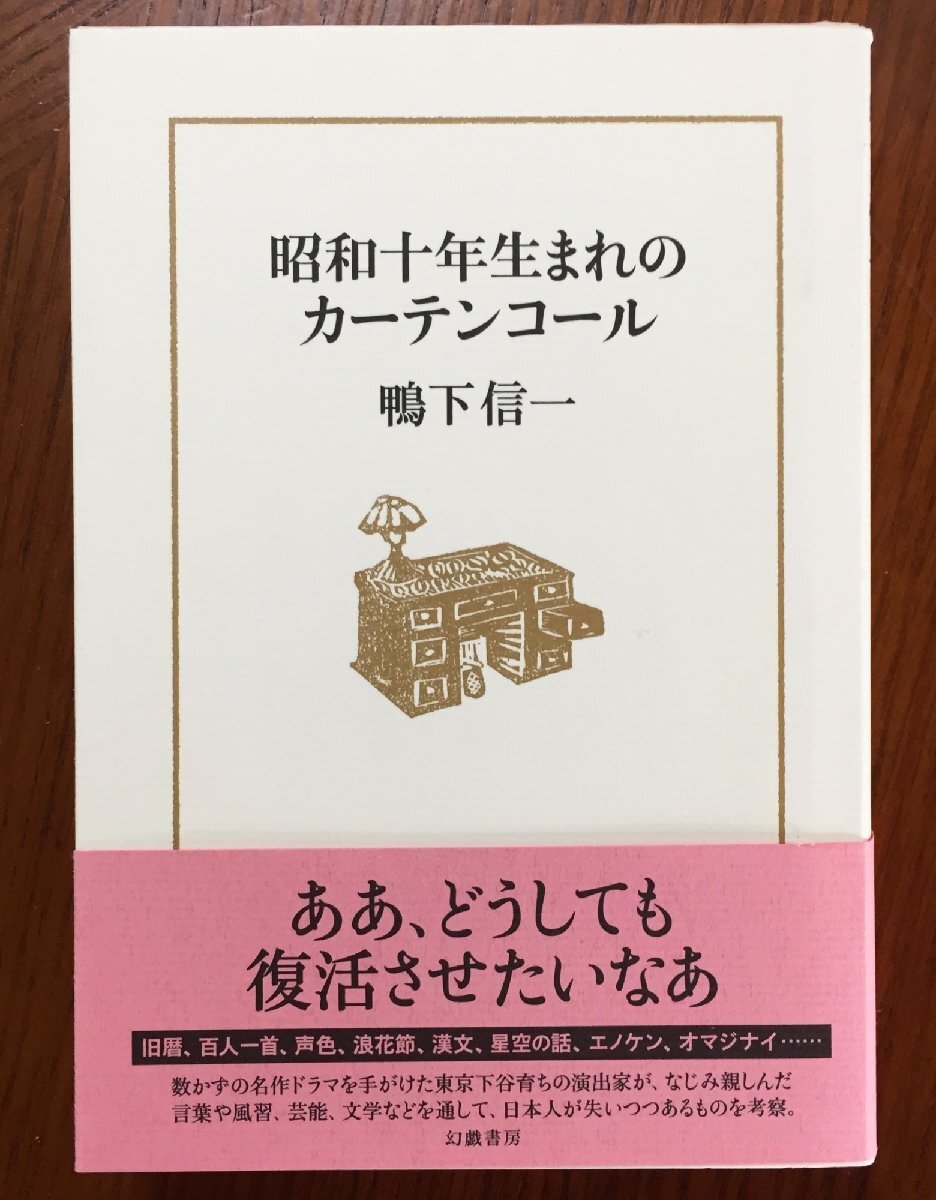 昭和十年生まれの
カーテンコール
鴨下信一
ああ、どうしても
復活させたいなあ
旧暦、百人一首、声色、浪花節、漢文、星空の話、エノケン、オマジナイ……
数かずの名作ドラマを手がけた東京下谷育ちの演出家が、なじみ親しんだ
言葉や風習、芸能、文学などを通して、日本人が失いつつあるものを考察。
幻戯書房